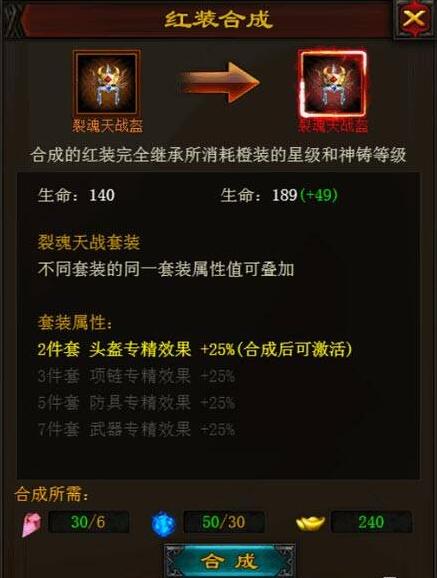 红装合成
裂魂天战盔 裂魂天战盔
合成的红装完全继承所消耗橙装的星级和神铸等级
生命：140 生命：189(+49)
裂魂天战套装
不同套装的同一套装属性值可叠加
套装属性：
2件套 头盔专精效果 +25%(合成后可激活)
3件套 项链专精效果 +25%
5件套 防具专精效果 +25%
7件套 武器专精效果 +25%
合成所需：
30/6 50/30 240
合成